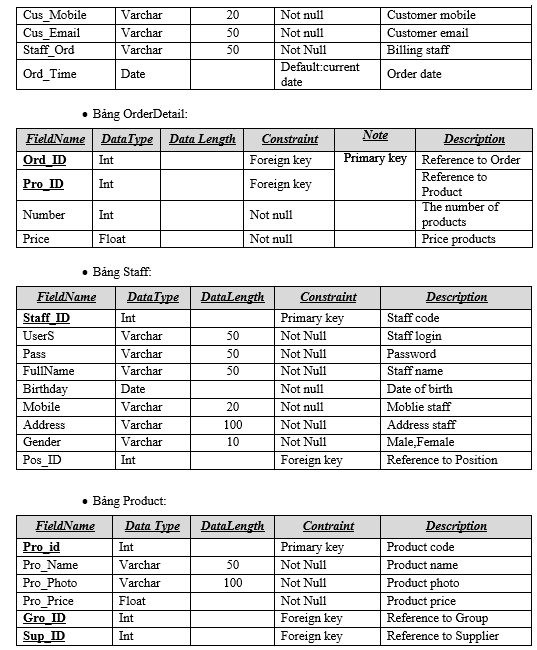 Cus_Mobile Varchar 20 Not null Customer mobile
Cus_Email Varchar 50 Not null Customer email
Staff_Ord Varchar 50 Not Null Billing staff
Ord_Time Date Default:current date Order date
• Bảng OrderDetail:
FieldName DataType Data Length Constraint Note Description
Ord_ID Int Foreign key Primary key Reference to Order
Pro_ID Int Foreign key Reference to Product
Number Int Not null The number of products
Price Float Not null Price products
• Bảng Staff:
FieldName DataType DataLength Constraint Description
Staff_ID Int Primary key Staff code
UserS Varchar 50 Not Null Staff login
Pass Varchar 50 Not Null Password
FullName Varchar 50 Not Null Staff name
Birthday Date Not null Date of birth
Mobile Varchar 20 Not null Moblie staff
Address Varchar 100 Not Null Address staff
Gender Varchar 10 Not Null Male,Female
Pos_ID Int Foreign key Reference to Position
• Bảng Product:
FieldName Data Type DataLength Contraint Description
Pro_id Int Primary key Product code
Pro_Name Varchar 50 Not Null Product name
Pro_Photo Varchar 100 Not Null Product photo
Pro_Price Float Not Null Product price
Gro_ID Int Foreign key Reference to Group
Sup_ID Int Foreign key Reference to Supplier